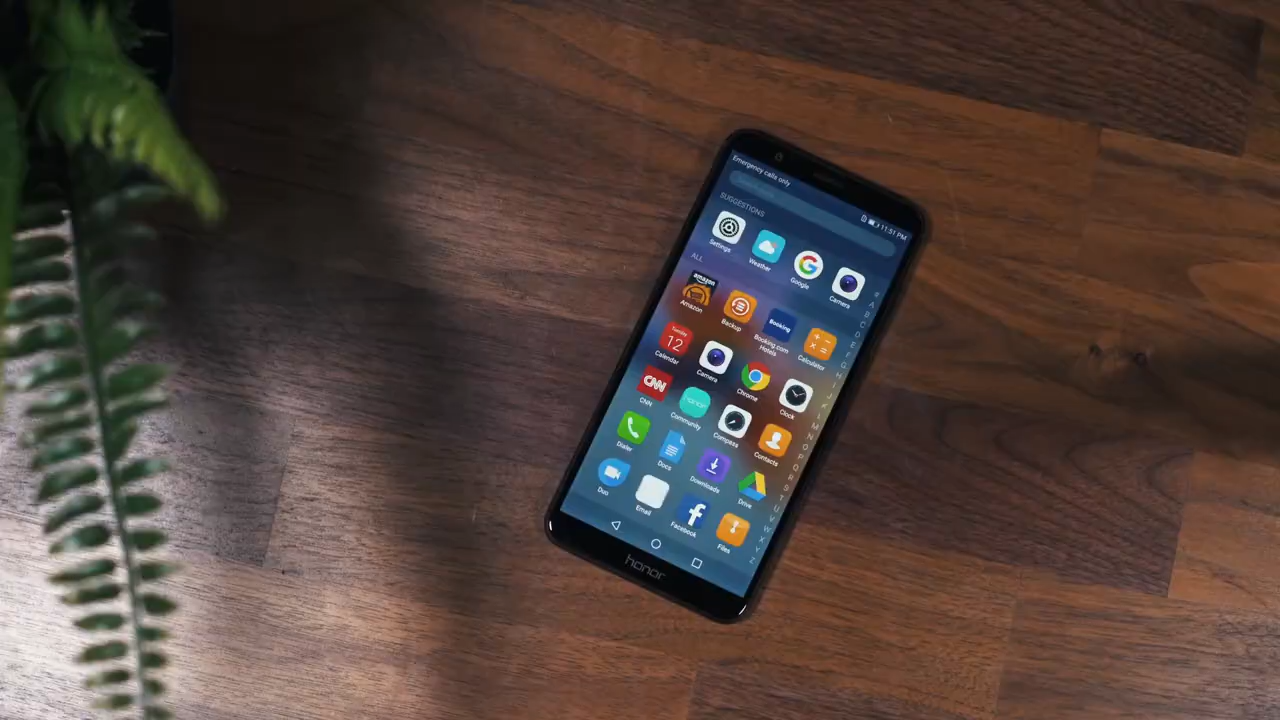 Emergency calls only
11:51 PM
SUGGESTIONS
Settings
Weather
Google
Camera
ALL
amazon
Booking
Amazon
Backup
Booking.com Hotels
Calculator
Tuesday
12
Calendar
Camera
Chrome
Clock
CNN
honor
CNN
Community
Compass
Contacts
Dialer
Docs
Downloads
Drive
Duo
Email
Facebook
Files
A
B
C
D
E
F
G
H
I
J
K
L
M
N
O
P
Q
R
S
T
U
V
W
X
Y
Z
honor